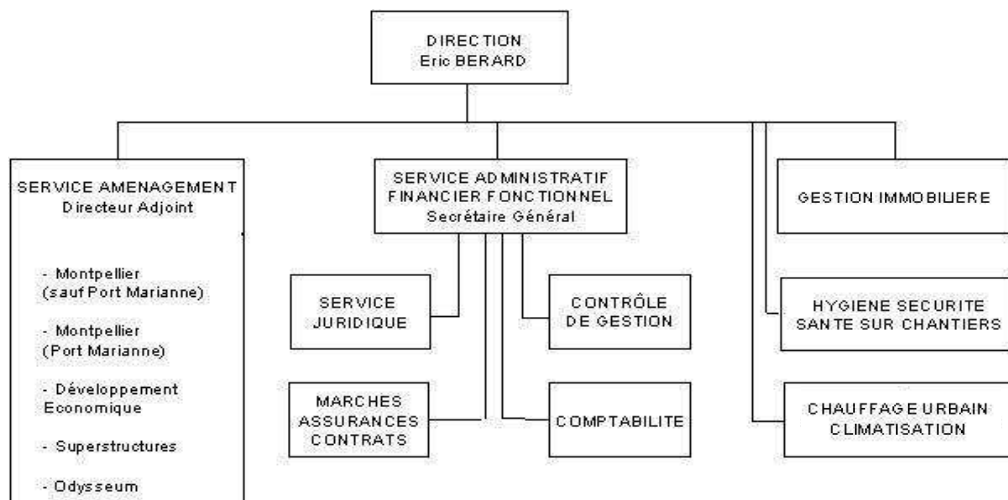 DIRECTION
Eric BERARD
SERVICE AMENAGEMENT
Directeur Adjoint
- Montpellier
(sauf Port Marianne)
- Montpellier
(Port Marianne)
- Développement
Economique
- Superstructures
- Odysseum
SERVICE ADMINISTRATIF
FINANCIER FONCTIONNEL
Secrétaire Général
SERVICE
JURIDIQUE
CONTRÔLE
DE GESTION
MARCHES
ASSURANCES
CONTRATS
COMPTABILITE
GESTION IMMOBILIERE
HYGIENE SECURITE
SANTE SUR CHANTIERS
CHAUFFAGE URBAIN
CLIMATISATION